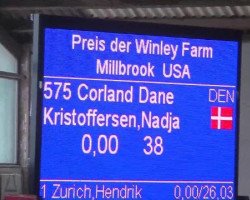 Preis der Winley Farm
Millbrook USA
575 Corland Dane DEN
Kristoffersen,Nadja
0,00 38
1 Zurich,Hendrik 0,00/26,03